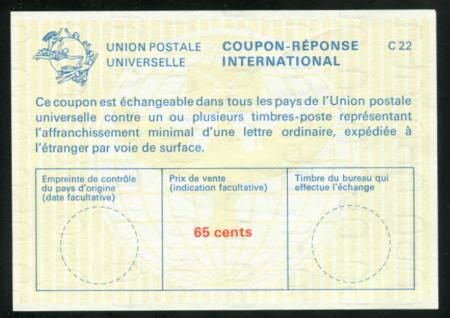 UNION POSTALE
UNIVERSELLE
COUPON-RÉPONSE
INTERNATIONAL
C 22
Ce coupon est échangeable dans tous les pays de l'Union postale
universelle contre un ou plusieurs timbres-poste représentant
l'affranchissement minimal d'une lettre ordinaire, expédiée à
l'étranger par voie de surface.
Empreinte de contrôle
du pays d'origine
(date facultative)
Prix de vente
(indication facultative)
65 cents
Timbre du bureau qui
effectue l'échange